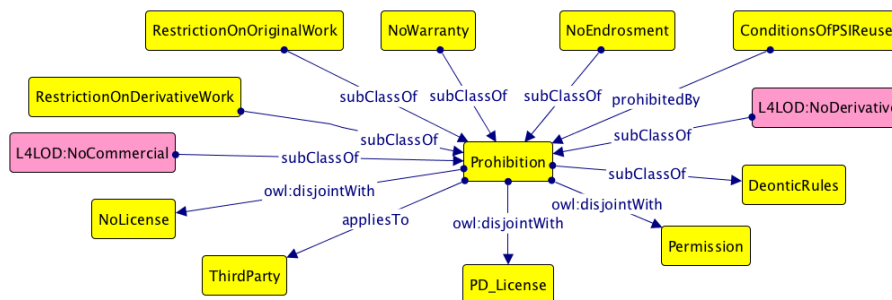 RestrictionOnOriginalWork
NoWarranty
NoEndrosment
ConditionsOfPSIReuse
RestrictionOnDerivativeWork
subClassOf
subClassOf
subClassOf
prohibitedBy
L4LOD:NoDerivative
L4LOD:NoCommercial
subClassOf
subClassOf
subClassOf
Prohibition
owl:disjointWith
subClassOf
DeonticRules
NoLicense
appliesTo
owl:disjointWith
owl:disjointWith
Permission
ThirdParty
PD_License